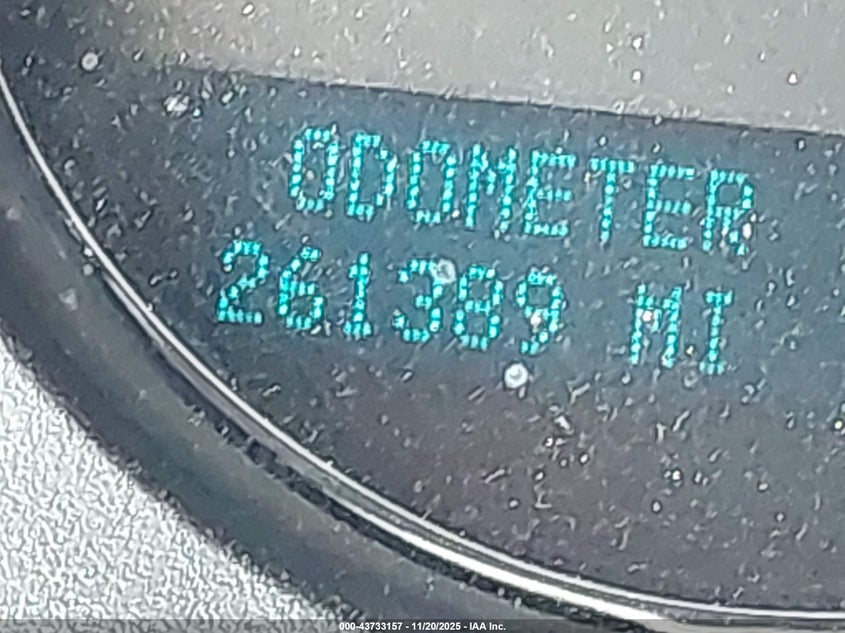 ODOMETER
261389 MI
000-43733157 - 11/20/2025 - IAA Inc.